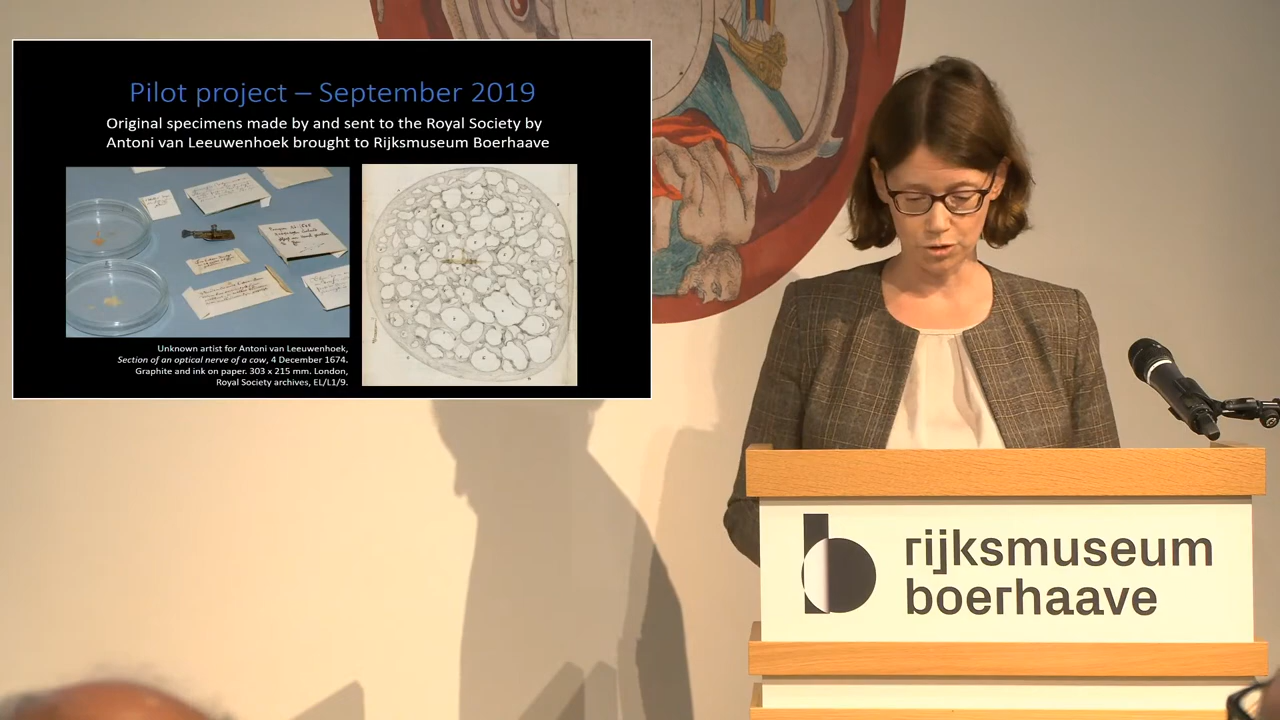 Pilot project – September 2019
Original specimens made by and sent to the Royal Society by
Antoni van Leeuwenhoek brought to Rijksmuseum Boerhaave
Unknown artist for Antoni van Leeuwenhoek,
Section of an optical nerve of a cow, 4 December 1674.
Graphite and ink on paper. 303 x 215 mm. London,
Royal Society archives, EL/L1/9.
rijksmuseum
boerhaave